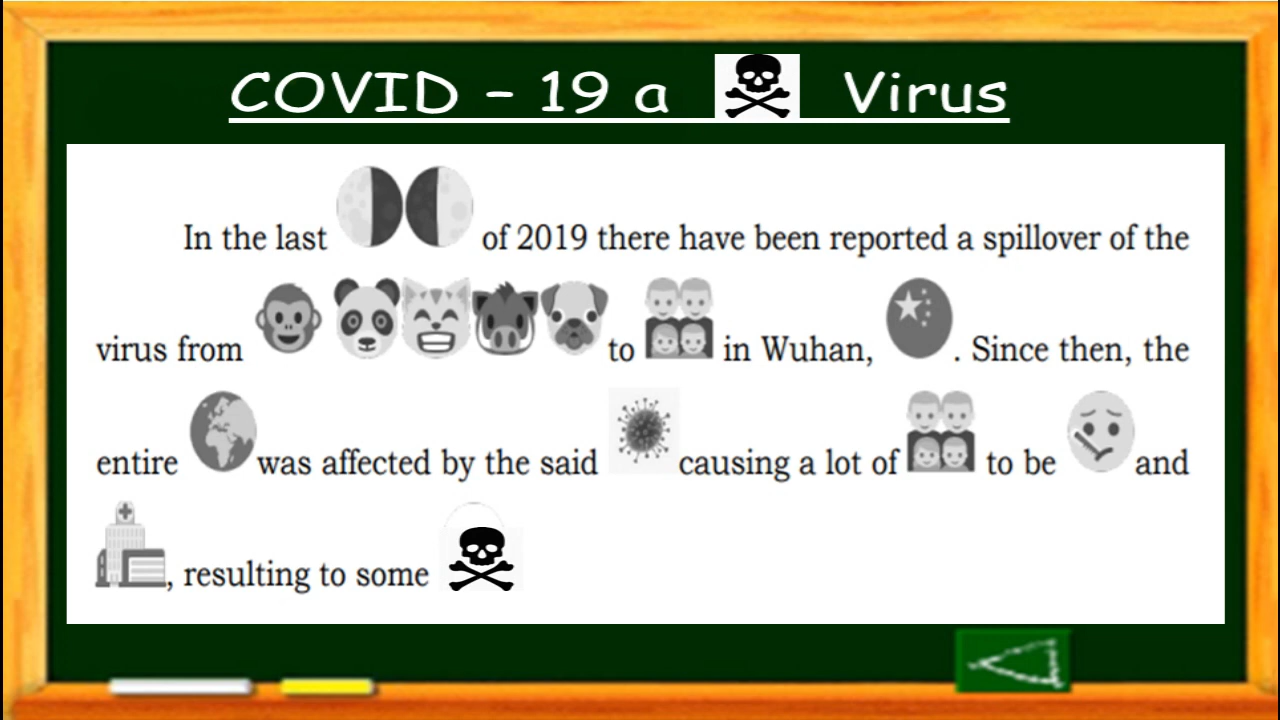 COVID – 19 a Virus
In the last of 2019 there have been reported a spillover of the
virus from to in Wuhan, . Since then, the
entire was affected by the said causing a lot of to be and
, resulting to some